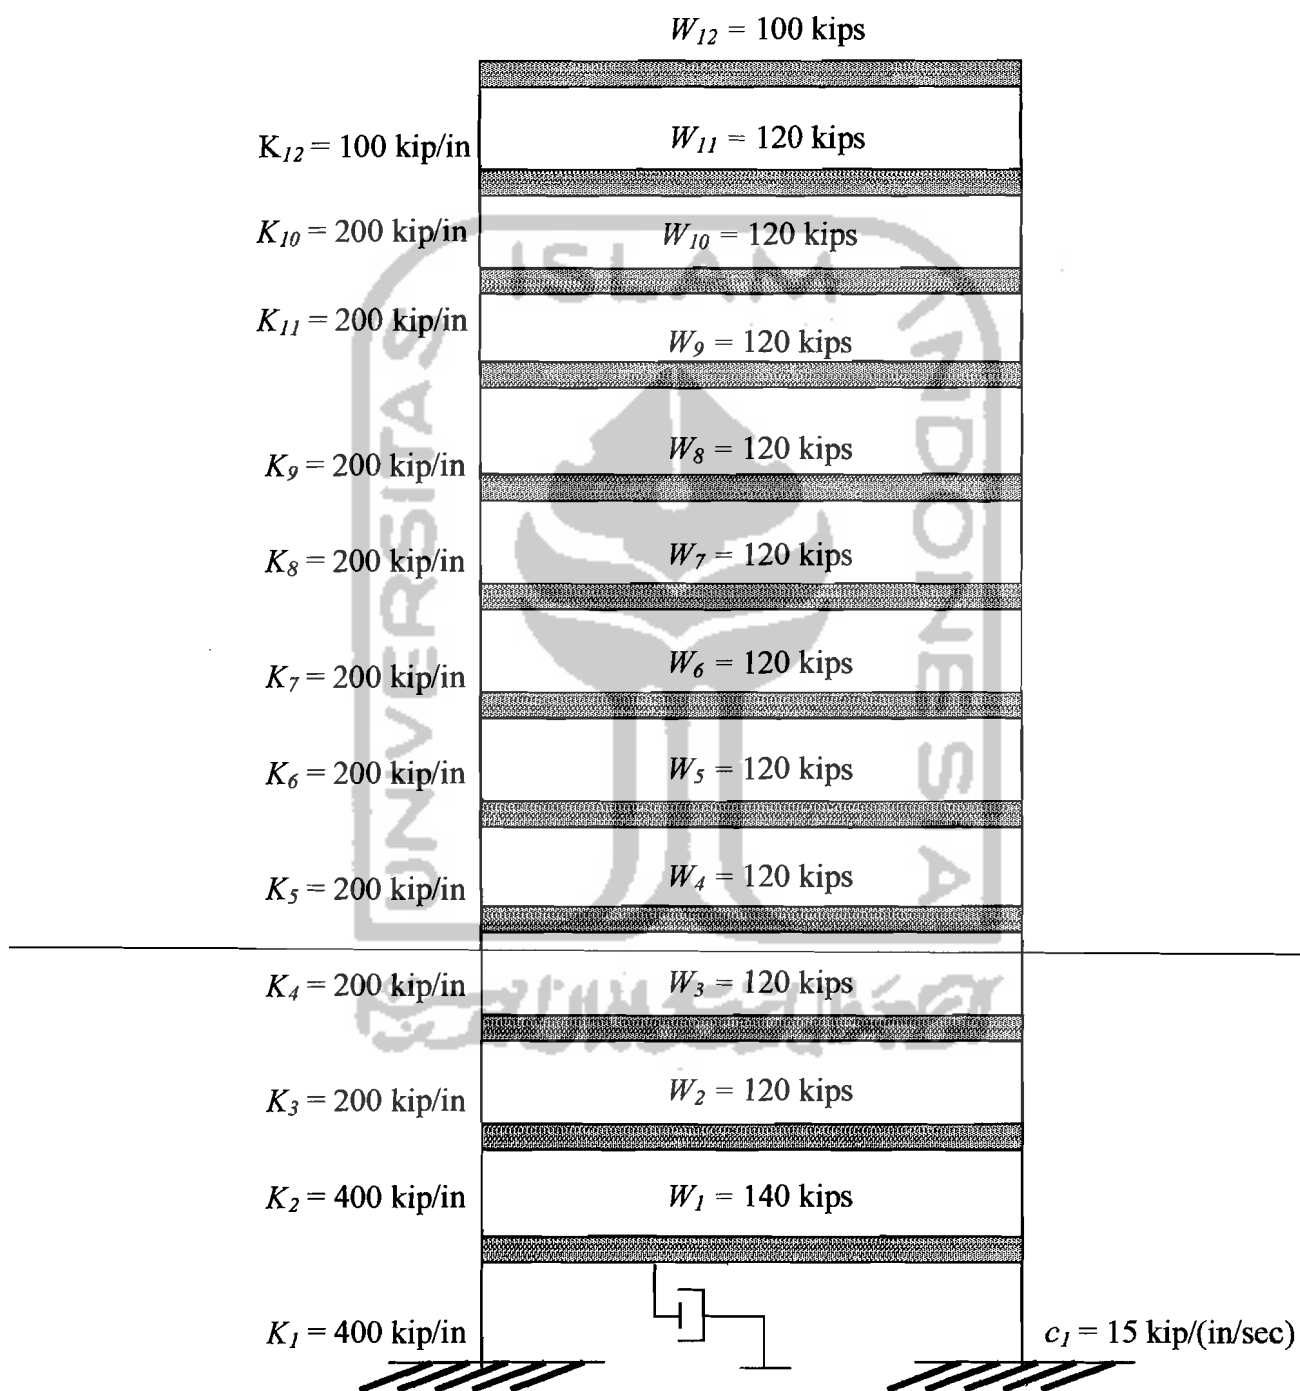 W₁₂ = 100 kips
K₁₂ = 100 kip/in
W₁₁ = 120 kips
K₁₀ = 200 kip/in
W₁₀ = 120 kips
ISLAM
K₁₁ = 200 kip/in
W₉ = 120 kips
UNIVERSITAS
INDONESIA
K₉ = 200 kip/in
W₈ = 120 kips
K₈ = 200 kip/in
W₇ = 120 kips
K₇ = 200 kip/in
W₆ = 120 kips
K₆ = 200 kip/in
W₅ = 120 kips
K₅ = 200 kip/in
W₄ = 120 kips
K₄ = 200 kip/in
W₃ = 120 kips
K₃ = 200 kip/in
W₂ = 120 kips
K₂ = 400 kip/in
W₁ = 140 kips
K₁ = 400 kip/in
c₁ = 15 kip/(in/sec)